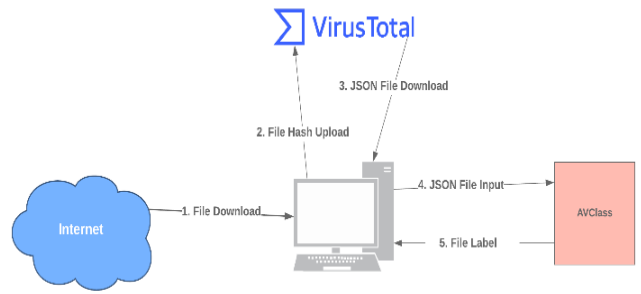 VirusTotal
3. JSON File Download
2. File Hash Upload
4. JSON File Input
AVClass
1. File Download
Internet
5. File Label